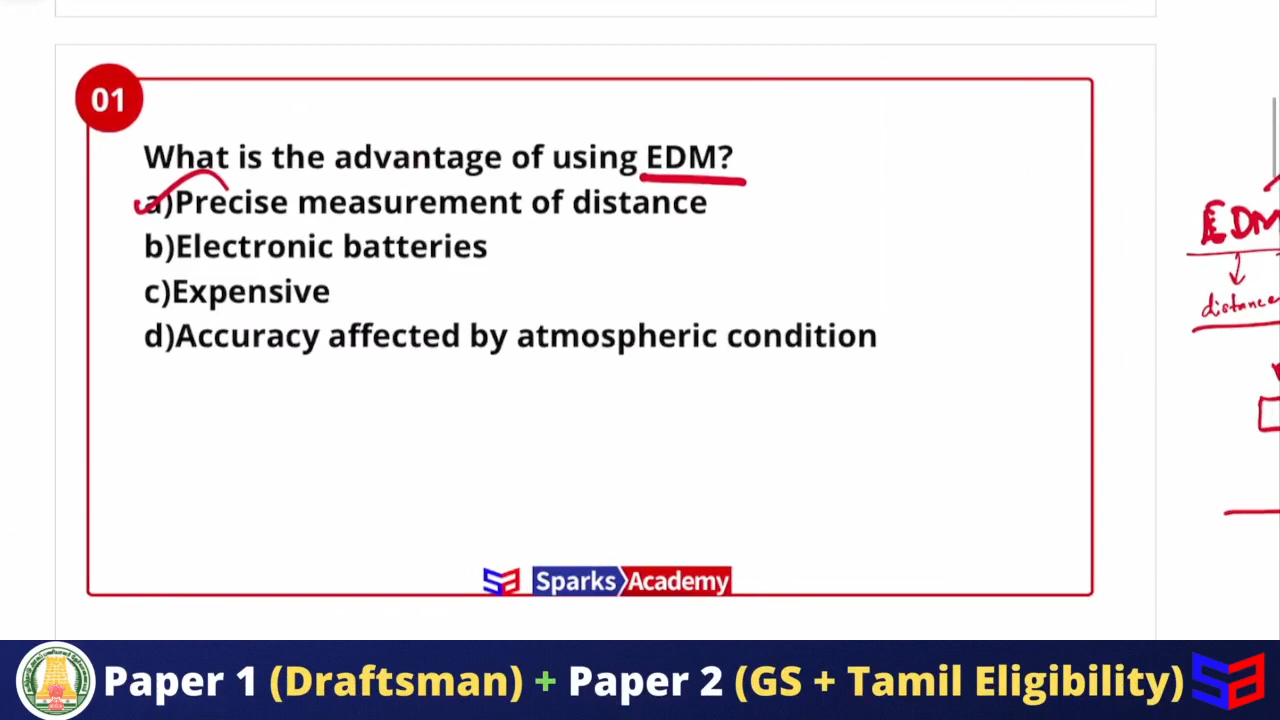 01
What is the advantage of using EDM?
a)Precise measurement of distance
b)Electronic batteries
c)Expensive
d)Accuracy affected by atmospheric condition
EDM
distance
Sparks Academy
Paper 1 (Draftsman) + Paper 2 (GS + Tamil Eligibility)